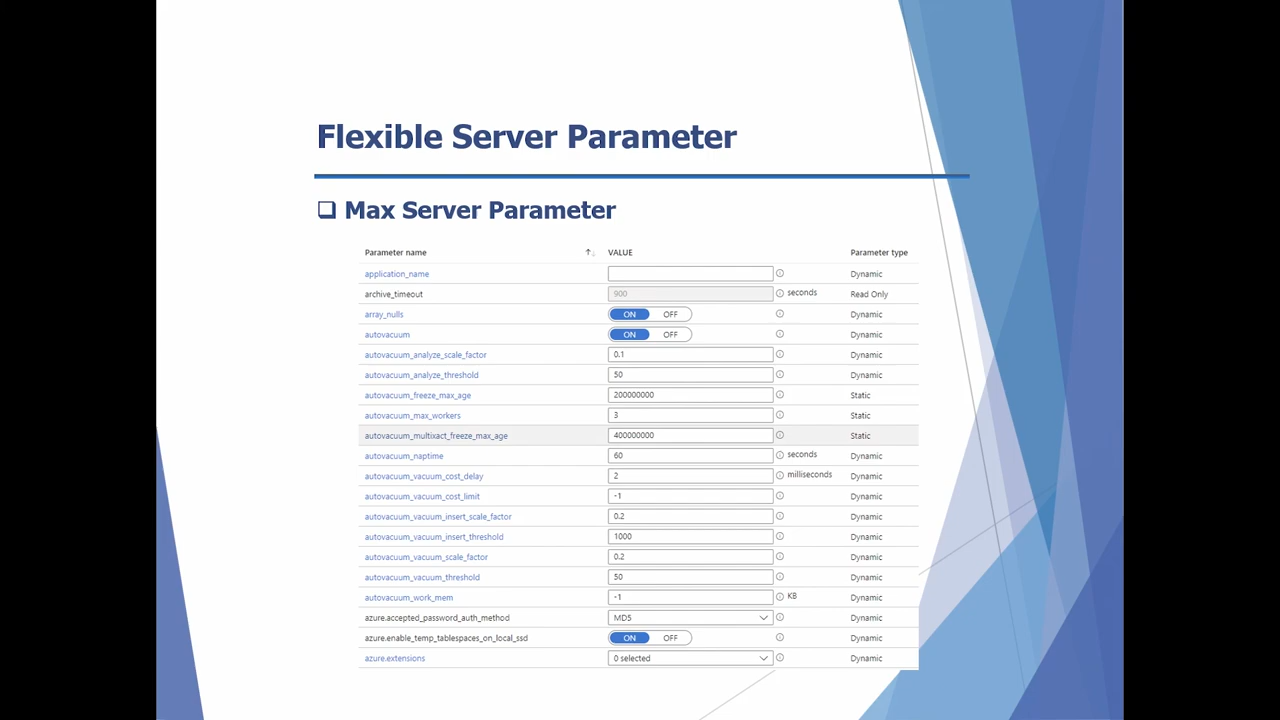 Flexible Server Parameter
❑ Max Server Parameter
Parameter name ↑↓ VALUE Parameter type
application_name Dynamic
archive_timeout 900 seconds Read Only
array_nulls ON OFF Dynamic
autovacuum ON OFF Dynamic
autovacuum_analyze_scale_factor 0.1 Dynamic
autovacuum_analyze_threshold 50 Dynamic
autovacuum_freeze_max_age 200000000 Static
autovacuum_max_workers 3 Static
autovacuum_multixact_freeze_max_age 400000000 Static
autovacuum_naptime 60 seconds Dynamic
autovacuum_vacuum_cost_delay 2 milliseconds Dynamic
autovacuum_vacuum_cost_limit -1 Dynamic
autovacuum_vacuum_insert_scale_factor 0.2 Dynamic
autovacuum_vacuum_insert_threshold 1000 Dynamic
autovacuum_vacuum_scale_factor 0.2 Dynamic
autovacuum_vacuum_threshold 50 Dynamic
autovacuum_work_mem -1 KB Dynamic
azure.accepted_password_auth_method MD5 Dynamic
azure.enable_temp_tablespaces_on_local_ssd ON OFF Dynamic
azure.extensions 0 selected Dynamic